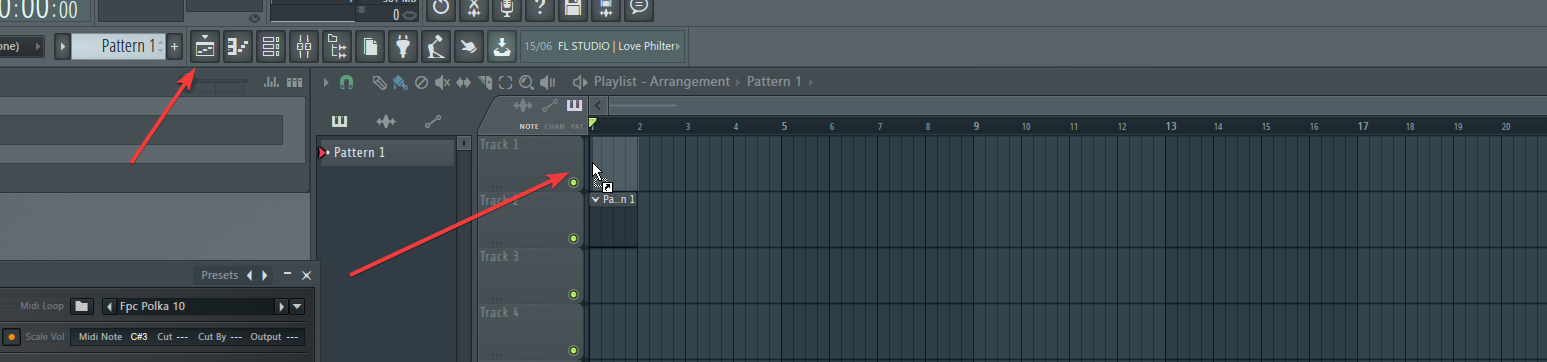 0:00:00
0
one)
Pattern 1
15/06 FL STUDIO | Love Philter
Playlist - Arrangement
Pattern 1
NOTE CHAN PAT
1 2 3 4 5 6 7 8 9 10 11 12 13 14 15 16 17 18 19 20
Pattern 1
Track 1
Track 2
Pa..n 1
Track 3
Presets
Midi Loop Fpc Polka 10
Track 4
Scale Vol Midi Note C#3 Cut --- Cut By --- Output ---